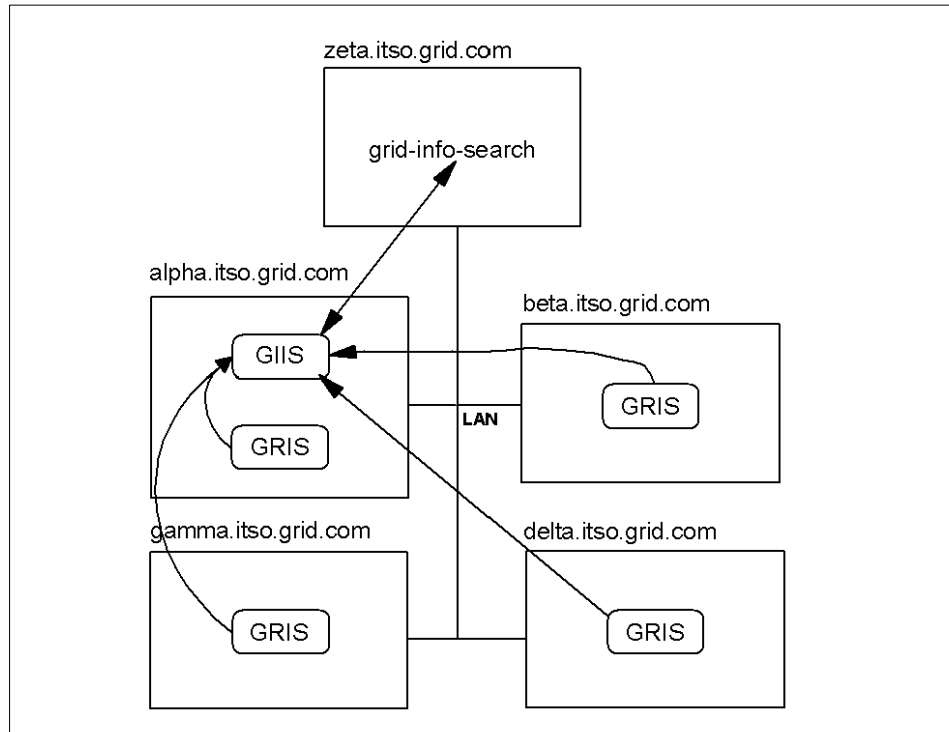 zeta.itso.grid.com
grid-info-search
alpha.itso.grid.com
beta.itso.grid.com
GIIS
GRIS
LAN
GRIS
gamma.itso.grid.com
delta.itso.grid.com
GRIS
GRIS